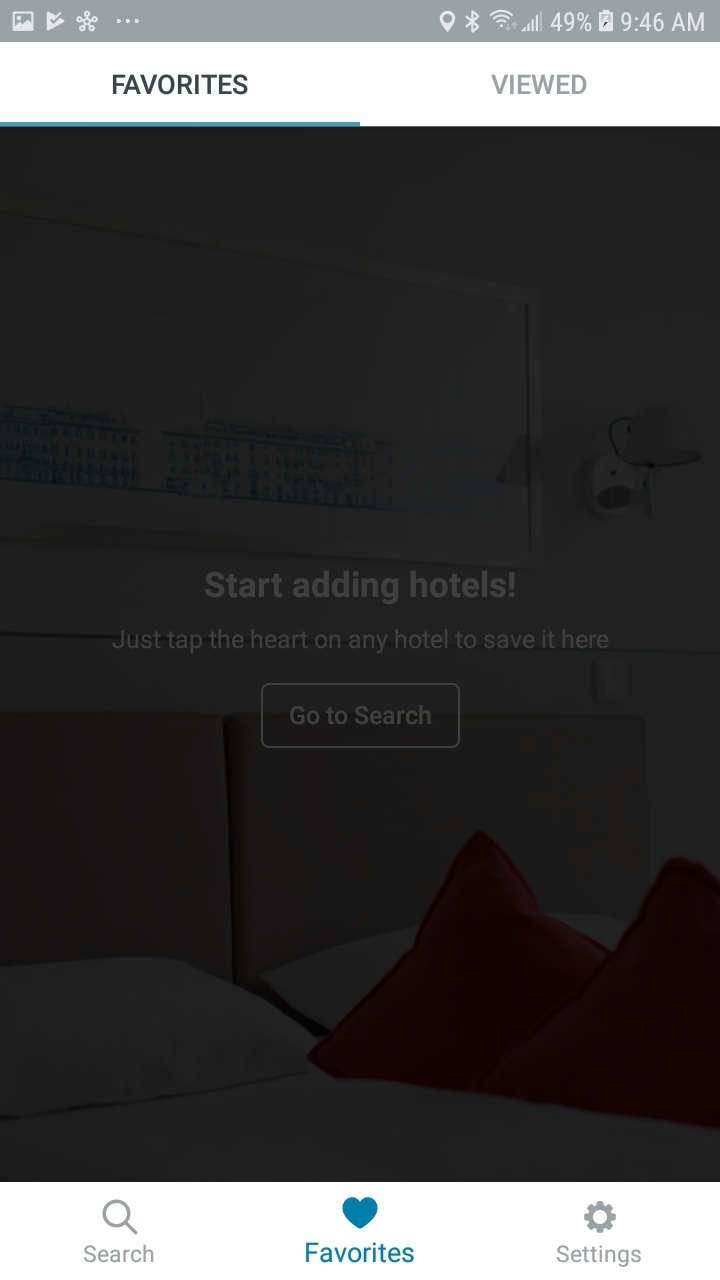 49% 9:46 AM
FAVORITES VIEWED
Start adding hotels!
Just tap the heart on any hotel to save it here
Go to Search
Search Favorites Settings